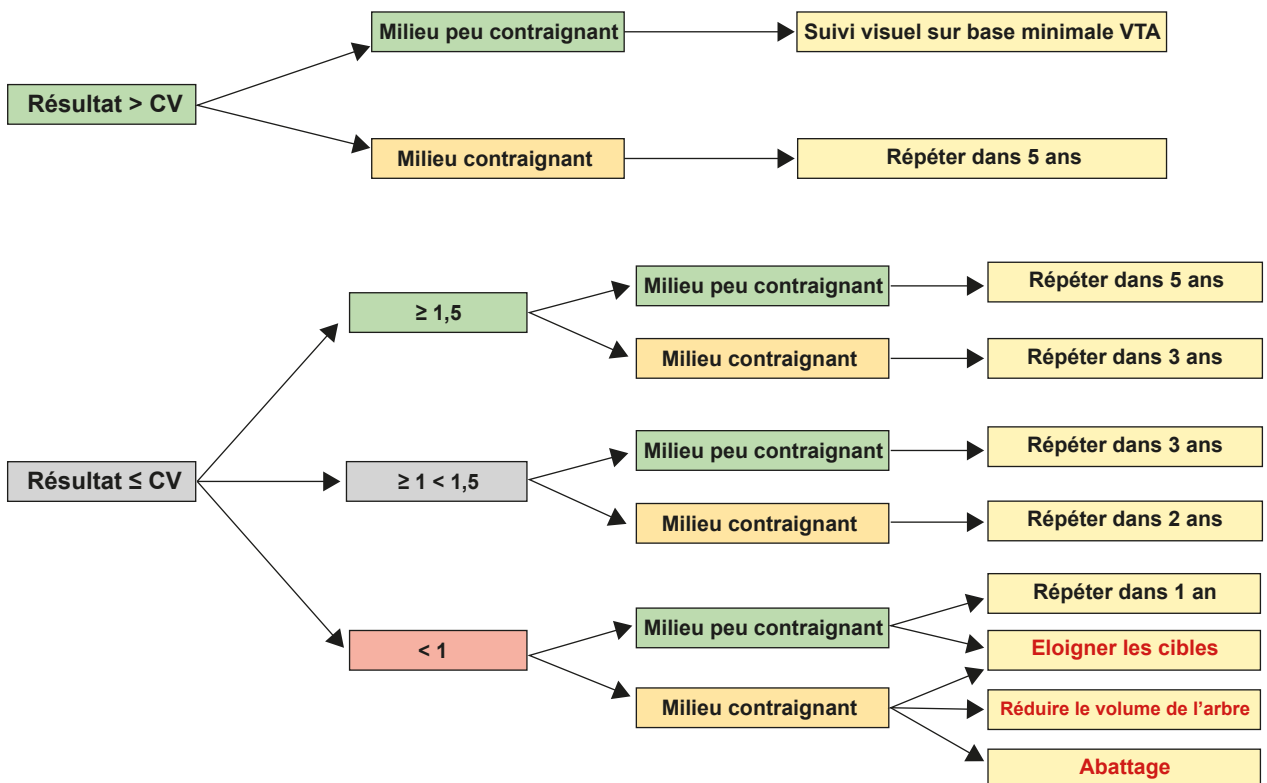 Milieu peu contraignant
Suivi visuel sur base minimale VTA
Résultat > CV
Milieu contraignant
Répéter dans 5 ans
≥ 1,5
Milieu peu contraignant
Répéter dans 5 ans
Milieu contraignant
Répéter dans 3 ans
Résultat ≤ CV
≥ 1 < 1,5
Milieu peu contraignant
Répéter dans 3 ans
Milieu contraignant
Répéter dans 2 ans
< 1
Milieu peu contraignant
Répéter dans 1 an
Eloigner les cibles
Milieu contraignant
Réduire le volume de l’arbre
Abattage